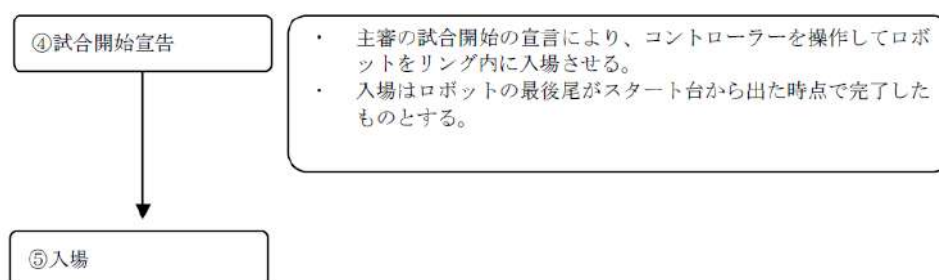 ④試合開始宣告
・ 主審の試合開始の宣言により、コントローラーを操作してロボ
ットをリング内に入場させる。
・ 入場はロボットの最後尾がスタート台から出た時点で完了した
ものとする。
⑤入場